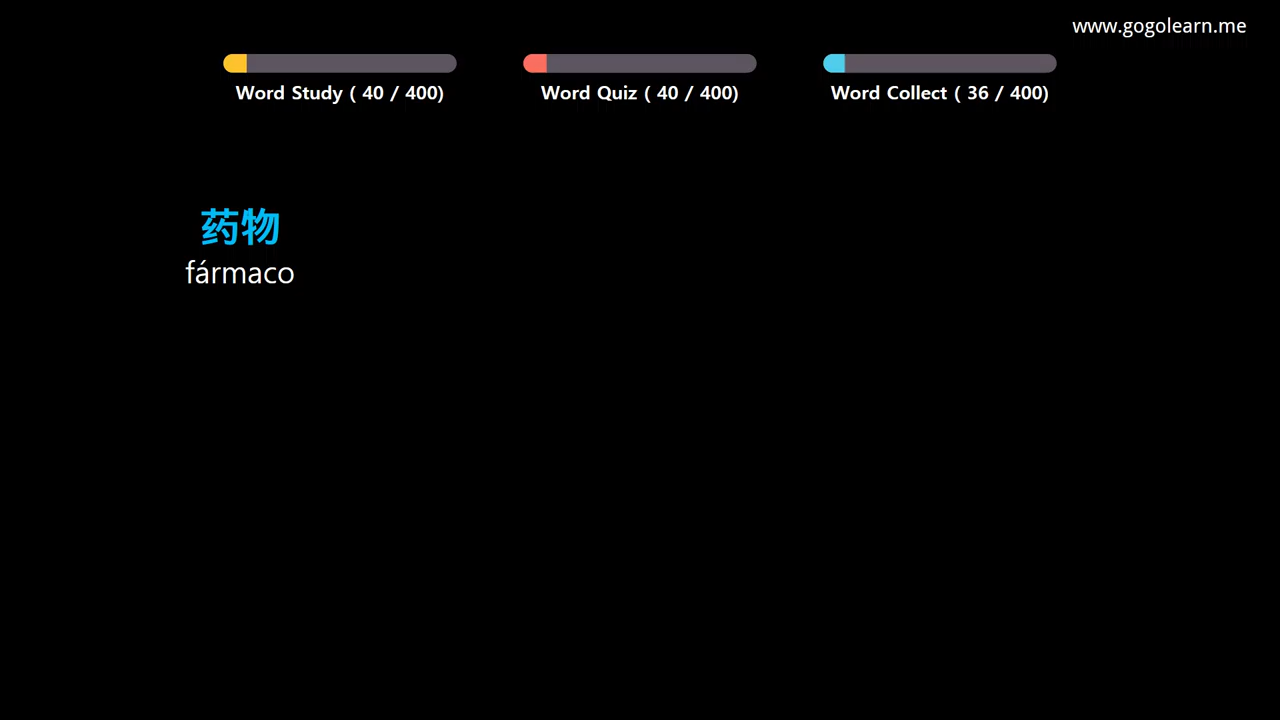 www.gogolearn.me
Word Study ( 40 / 400)
Word Quiz ( 40 / 400)
Word Collect ( 36 / 400)
药物
fármaco